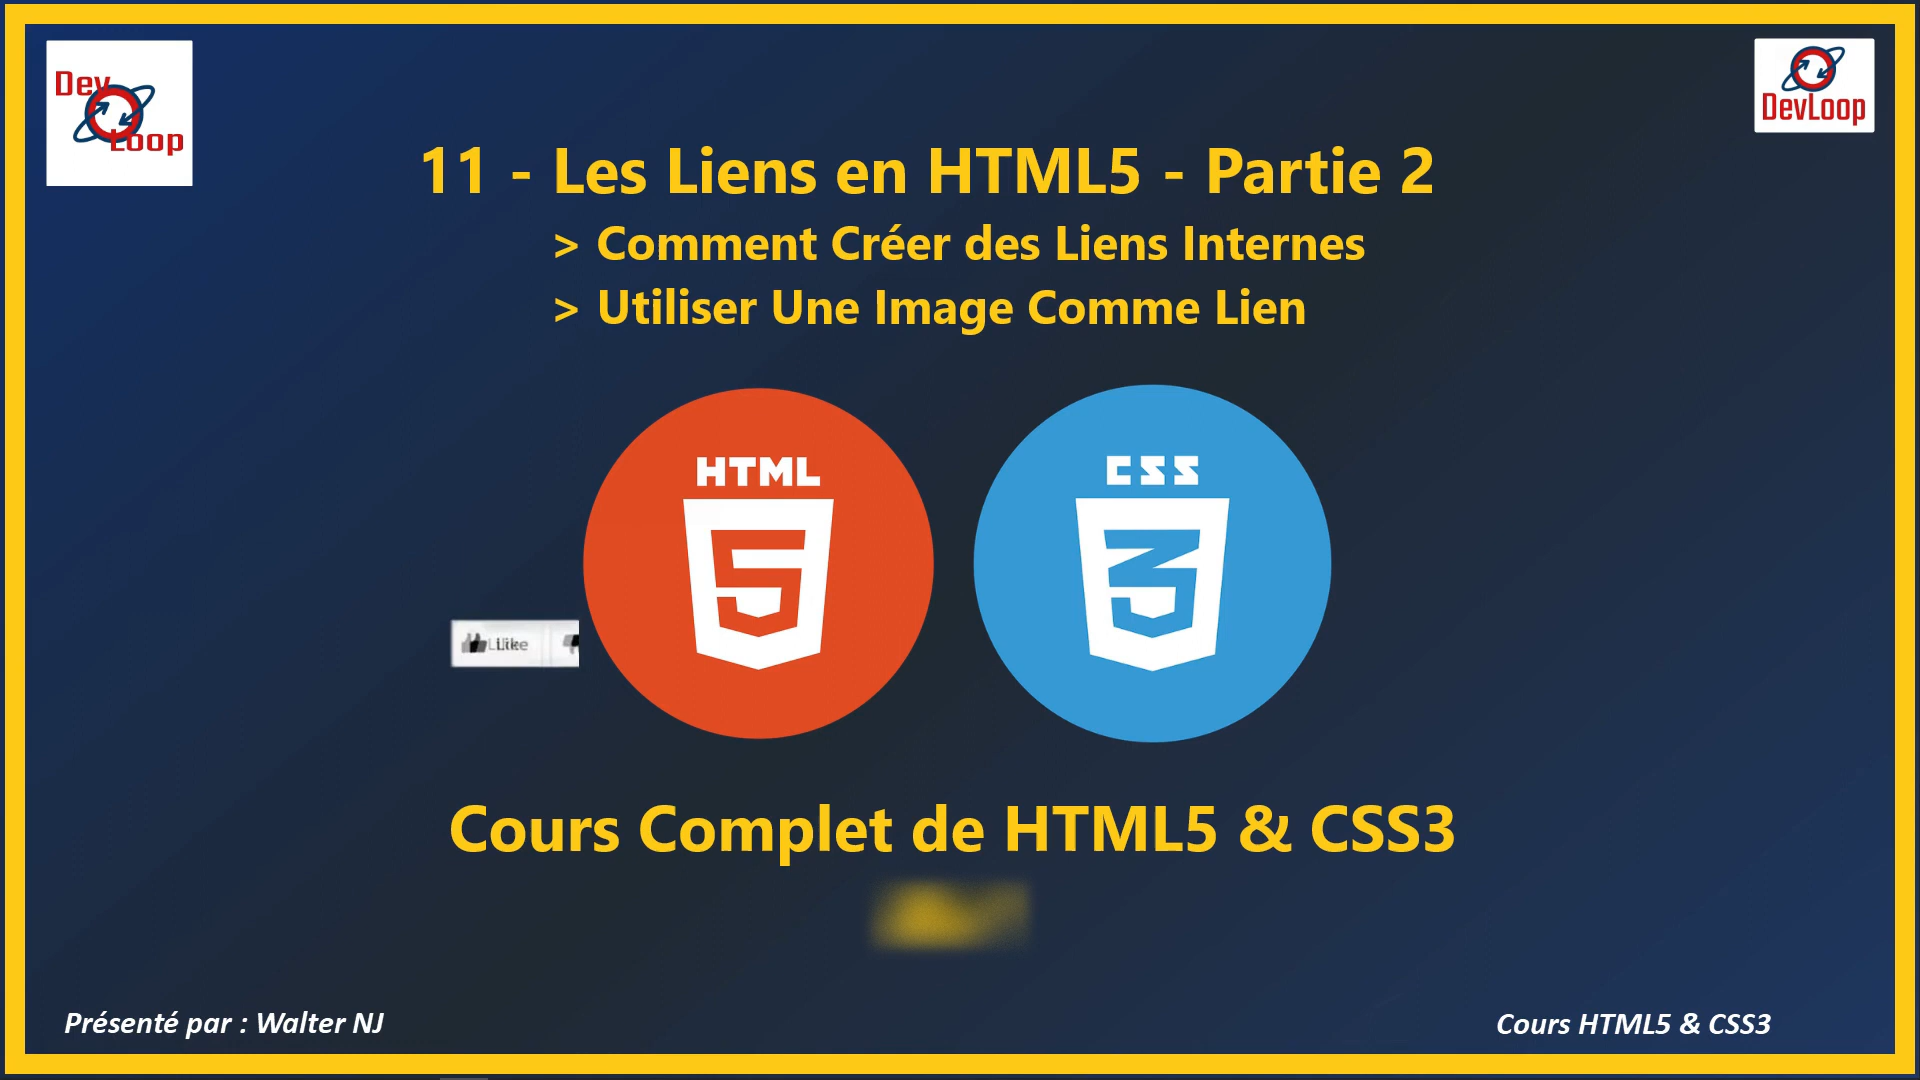 Dev
Loop
DevLoop
11 - Les Liens en HTML5 - Partie 2
> Comment Créer des Liens Internes
> Utiliser Une Image Comme Lien
HTML
5
CSS
3
Like
Cours Complet de HTML5 & CSS3
Présenté par : Walter NJ
Cours HTML5 & CSS3